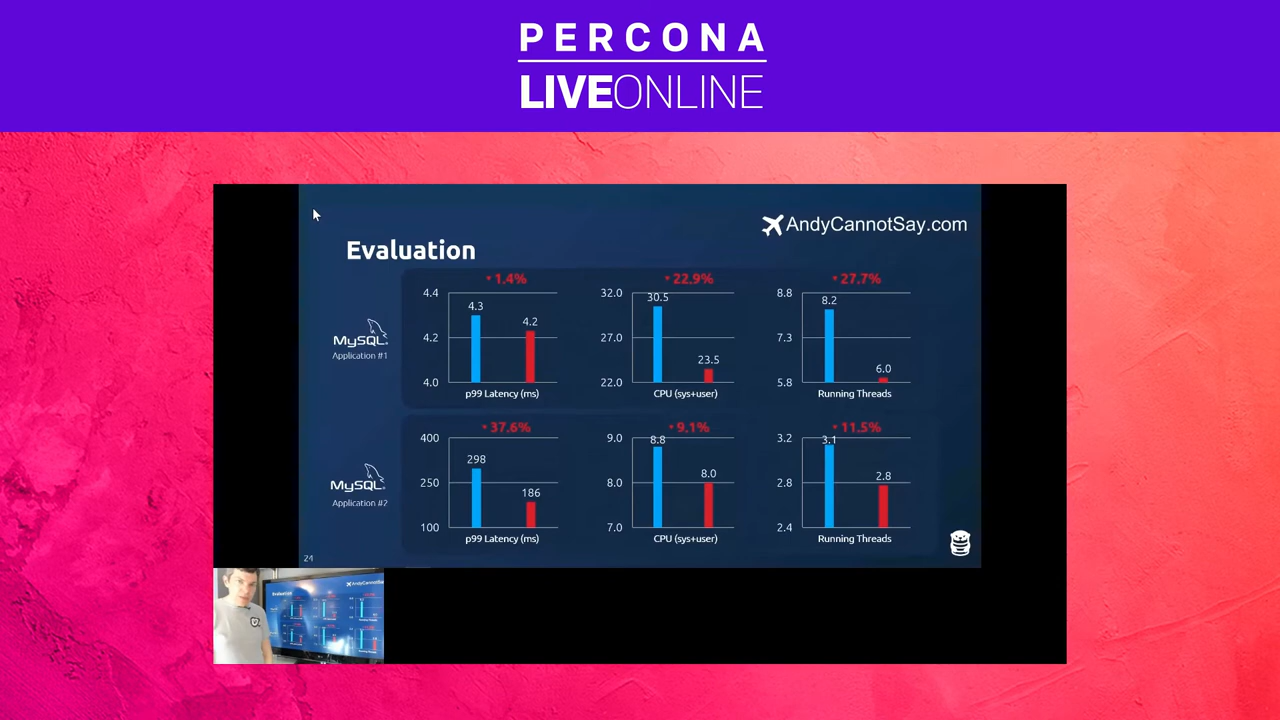 PERCONA
LIVEONLINE
AndyCannotSay.com
Evaluation
1.4%
22.9%
27.7%
4.4
4.2
4.0
4.3
4.2
p99 Latency (ms)
32.0
27.0
22.0
30.5
23.5
CPU (sys+user)
8.8
7.3
5.8
8.2
6.0
Running Threads
MySQL
Application #1
37.6%
9.1%
11.5%
400
250
100
298
186
p99 Latency (ms)
9.0
8.0
7.0
8.8
8.0
CPU (sys+user)
3.2
2.8
2.4
3.1
2.8
Running Threads
MySQL
Application #2
24
AndyCannotSay
Evaluation